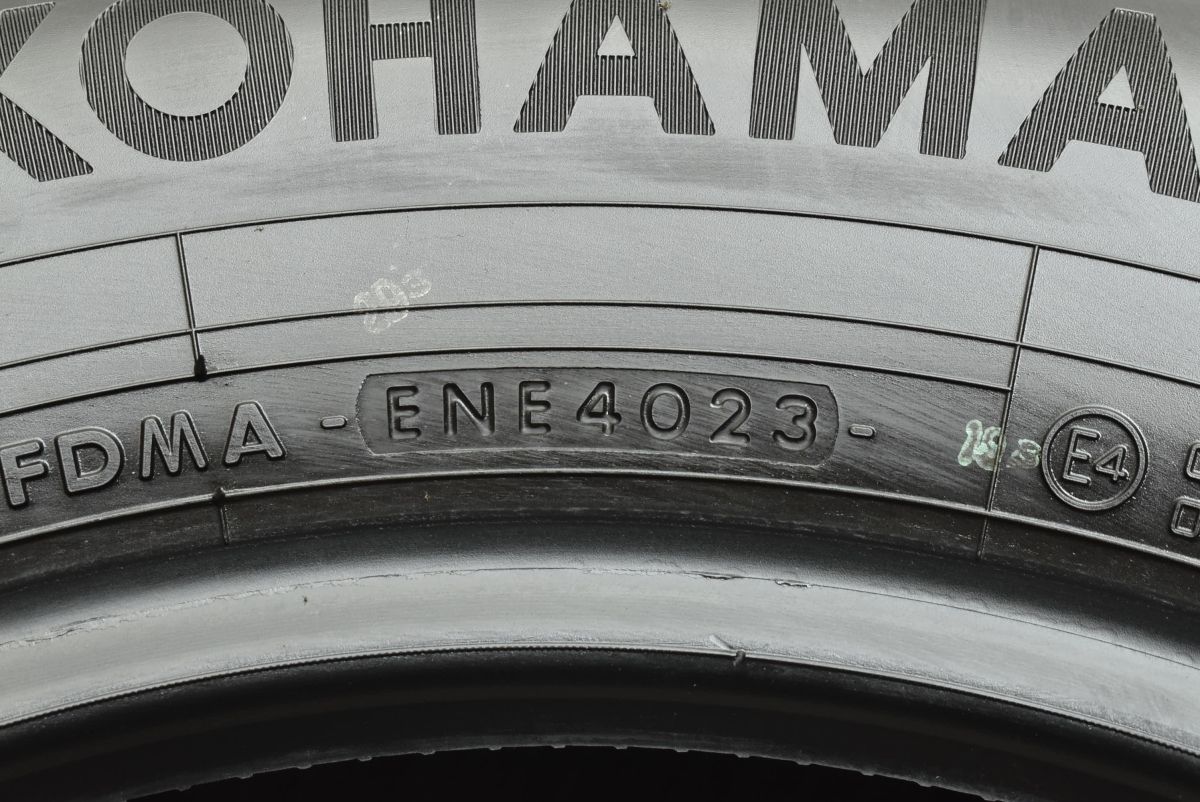 KOHAMA
FDMA - ENE4023 - E4